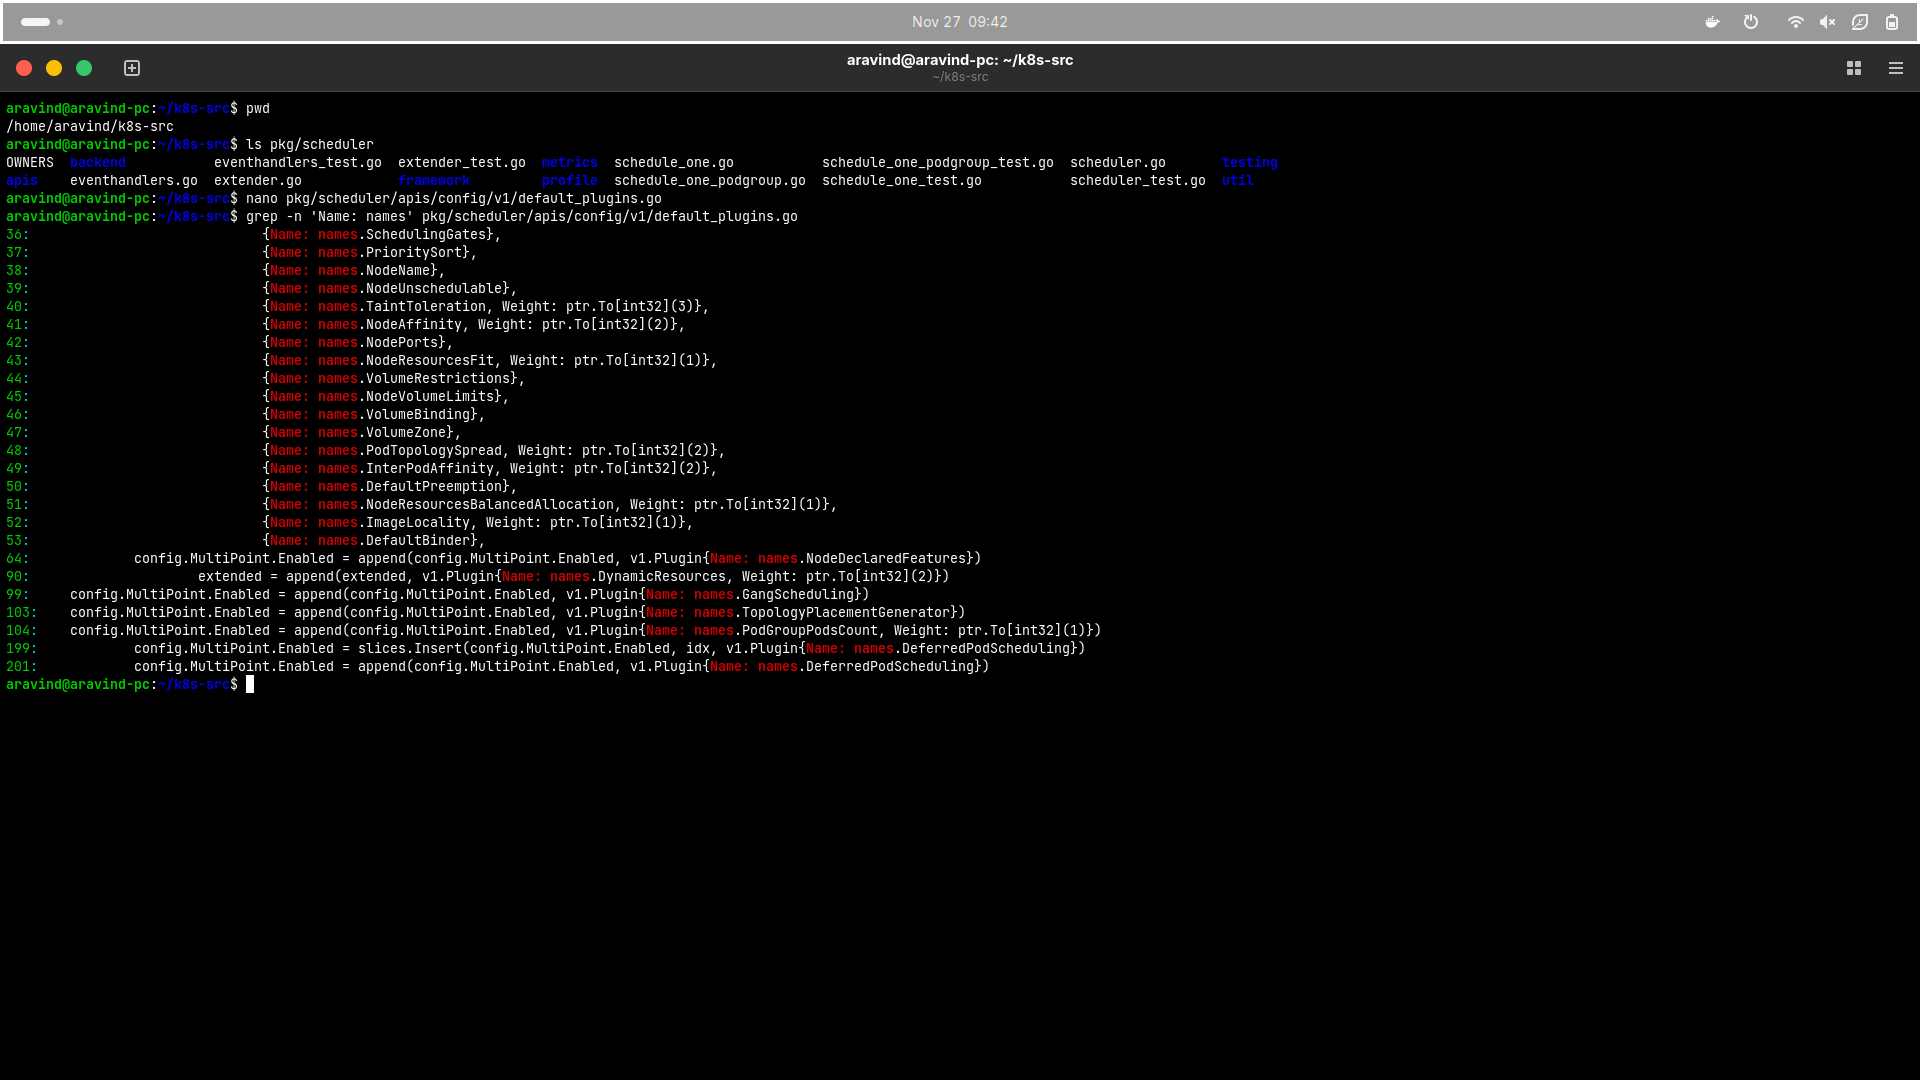 Nov 27  09:42
aravind@aravind-pc: ~/k8s-src
~/k8s-src
aravind@aravind-pc:~/k8s-src$ pwd
/home/aravind/k8s-src
aravind@aravind-pc:~/k8s-src$ ls pkg/scheduler
OWNERS  backend           eventhandlers_test.go  extender_test.go  metrics  schedule_one.go           schedule_one_podgroup_test.go  scheduler.go       testing
apis    eventhandlers.go  extender.go            framework         profile  schedule_one_podgroup.go  schedule_one_test.go           scheduler_test.go  util
aravind@aravind-pc:~/k8s-src$ nano pkg/scheduler/apis/config/v1/default_plugins.go
aravind@aravind-pc:~/k8s-src$ grep -n 'Name: names' pkg/scheduler/apis/config/v1/default_plugins.go
36:                             {Name: names.SchedulingGates},
37:                             {Name: names.PrioritySort},
38:                             {Name: names.NodeName},
39:                             {Name: names.NodeUnschedulable},
40:                             {Name: names.TaintToleration, Weight: ptr.To[int32](3)},
41:                             {Name: names.NodeAffinity, Weight: ptr.To[int32](2)},
42:                             {Name: names.NodePorts},
43:                             {Name: names.NodeResourcesFit, Weight: ptr.To[int32](1)},
44:                             {Name: names.VolumeRestrictions},
45:                             {Name: names.NodeVolumeLimits},
46:                             {Name: names.VolumeBinding},
47:                             {Name: names.VolumeZone},
48:                             {Name: names.PodTopologySpread, Weight: ptr.To[int32](2)},
49:                             {Name: names.InterPodAffinity, Weight: ptr.To[int32](2)},
50:                             {Name: names.DefaultPreemption},
51:                             {Name: names.NodeResourcesBalancedAllocation, Weight: ptr.To[int32](1)},
52:                             {Name: names.ImageLocality, Weight: ptr.To[int32](1)},
53:                             {Name: names.DefaultBinder},
64:             config.MultiPoint.Enabled = append(config.MultiPoint.Enabled, v1.Plugin{Name: names.NodeDeclaredFeatures})
90:                     extended = append(extended, v1.Plugin{Name: names.DynamicResources, Weight: ptr.To[int32](2)})
99:     config.MultiPoint.Enabled = append(config.MultiPoint.Enabled, v1.Plugin{Name: names.GangScheduling})
103:    config.MultiPoint.Enabled = append(config.MultiPoint.Enabled, v1.Plugin{Name: names.TopologyPlacementGenerator})
104:    config.MultiPoint.Enabled = append(config.MultiPoint.Enabled, v1.Plugin{Name: names.PodGroupPodsCount, Weight: ptr.To[int32](1)})
199:            config.MultiPoint.Enabled = slices.Insert(config.MultiPoint.Enabled, idx, v1.Plugin{Name: names.DeferredPodScheduling})
201:            config.MultiPoint.Enabled = append(config.MultiPoint.Enabled, v1.Plugin{Name: names.DeferredPodScheduling})
aravind@aravind-pc:~/k8s-src$